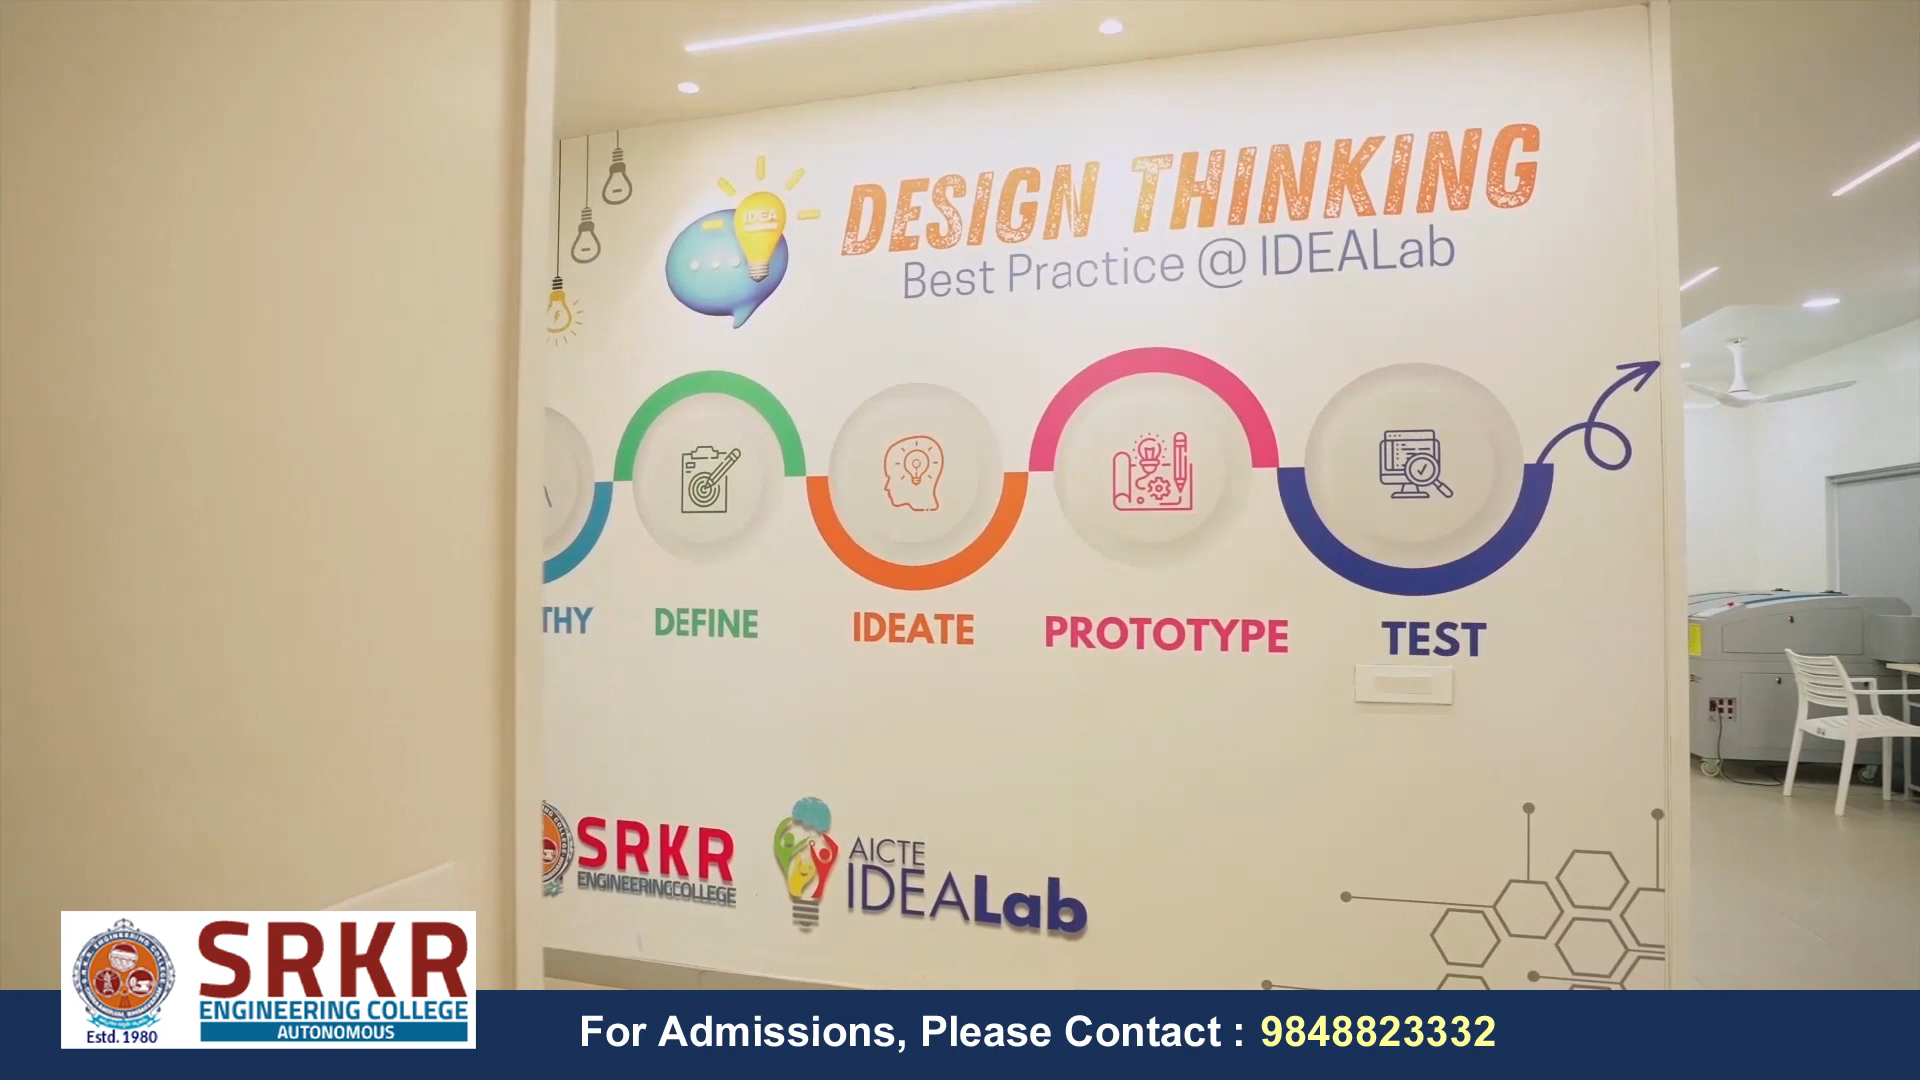 IDEA
DESIGN THINKING
Best Practice @ IDEALab
THY
DEFINE
IDEATE
PROTOTYPE
TEST
SRKR
ENGINEERINGCOLLEGE
AICTE
IDEALab
SRKR
ENGINEERING COLLEGE
AUTONOMOUS
Estd. 1980
For Admissions, Please Contact : 9848823332